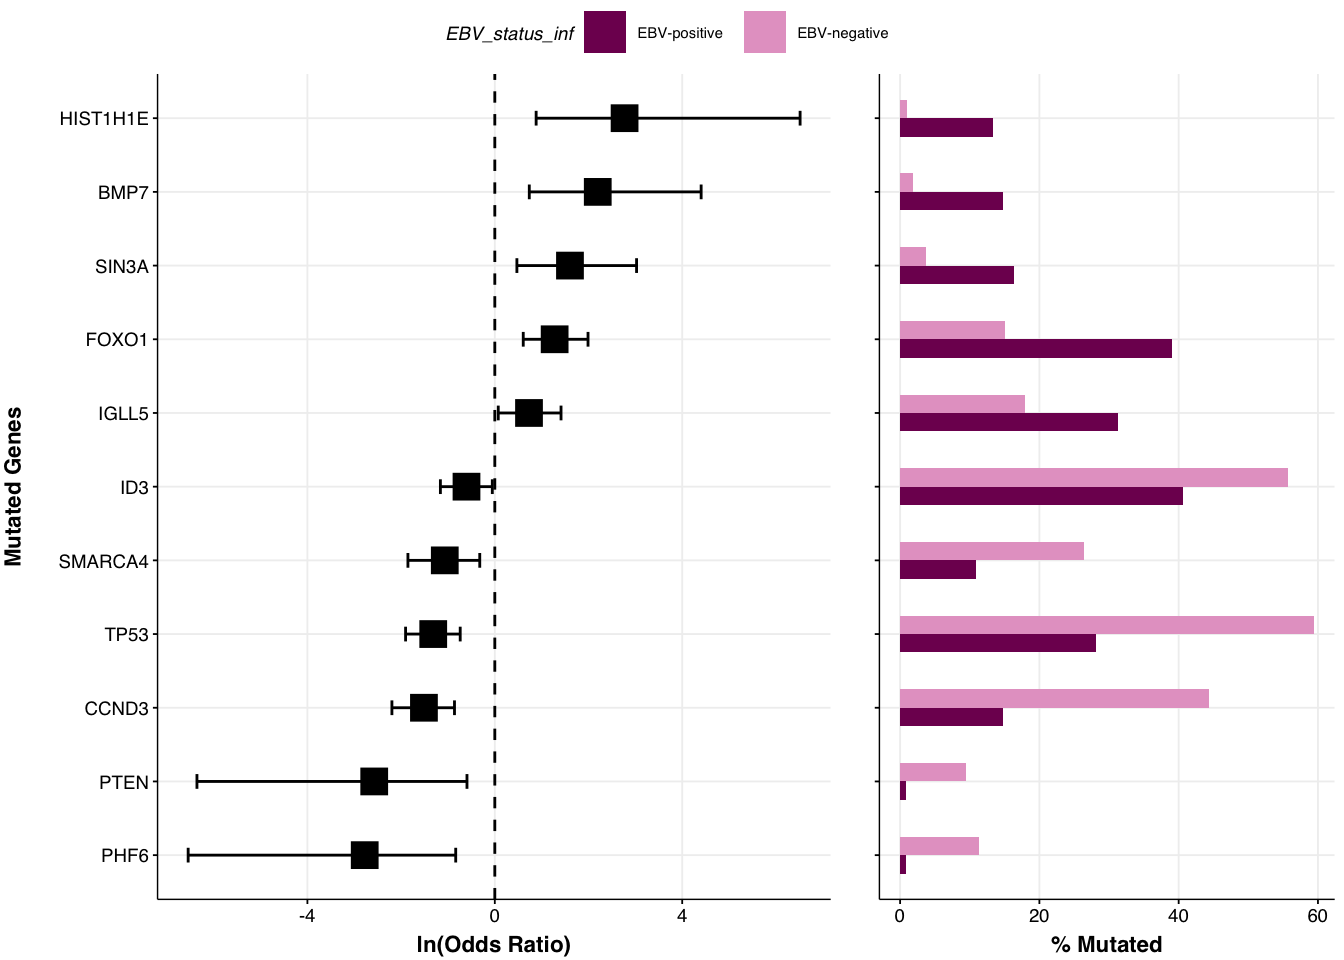 EBV_status_inf EBV-positive EBV-negative
Mutated Genes
HIST1H1E
BMP7
SIN3A
FOXO1
IGLL5
ID3
SMARCA4
TP53
CCND3
PTEN
PHF6
-4 0 4
ln(Odds Ratio)
0 20 40 60
% Mutated